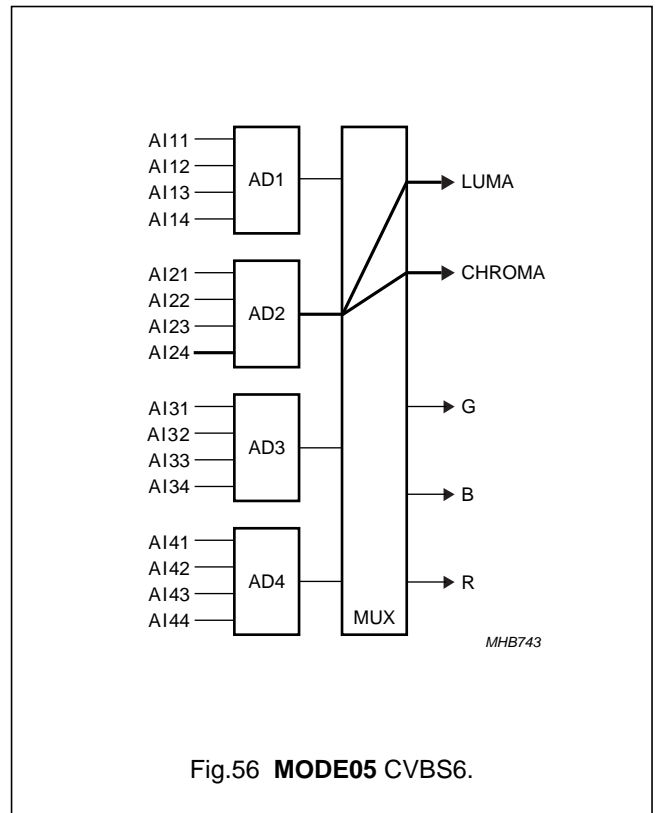 AI11
AI12
AI13
AI14
AD1
AI21
AI22
AI23
AI24
AD2
AI31
AI32
AI33
AI34
AD3
AI41
AI42
AI43
AI44
AD4
MUX
LUMA
CHROMA
G
B
R
MHB743
Fig.56 MODE05 CVBS6.